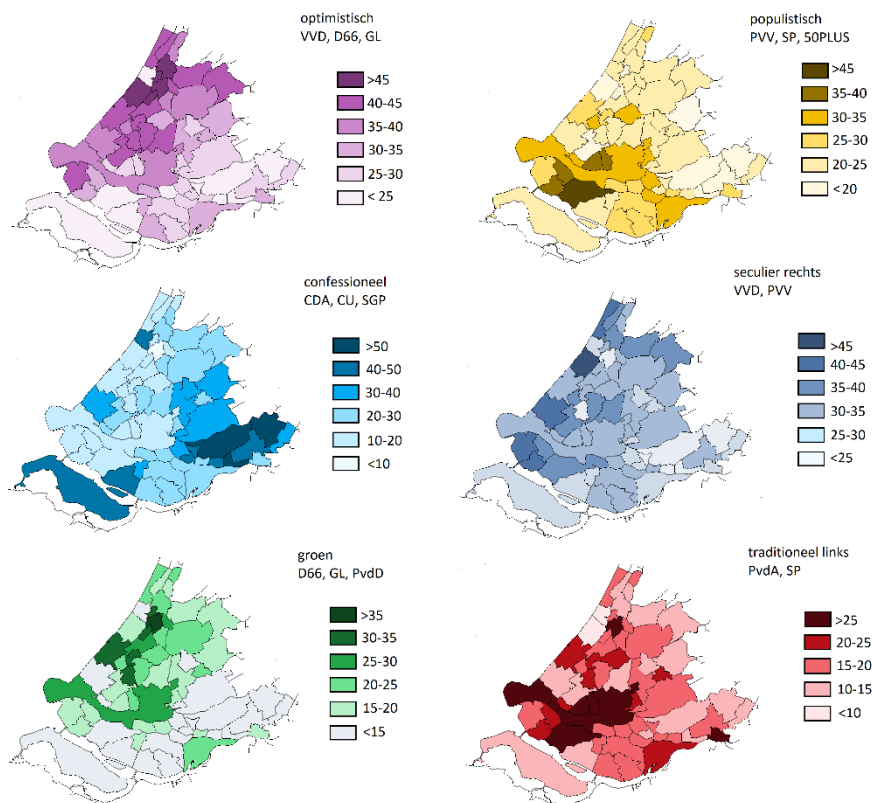 optimistisch
VVD, D66, GL
>45
40-45
35-40
30-35
25-30
< 25
populistisch
PVV, SP, 50PLUS
>45
35-40
30-35
25-30
20-25
<20
confessioneel
CDA, CU, SGP
>50
40-50
30-40
20-30
10-20
<10
seculier rechts
VVD, PVV
>45
40-45
35-40
30-35
25-30
<25
groen
D66, GL, PvdD
>35
30-35
25-30
20-25
15-20
<15
traditioneel links
PvdA, SP
>25
20-25
15-20
10-15
<10